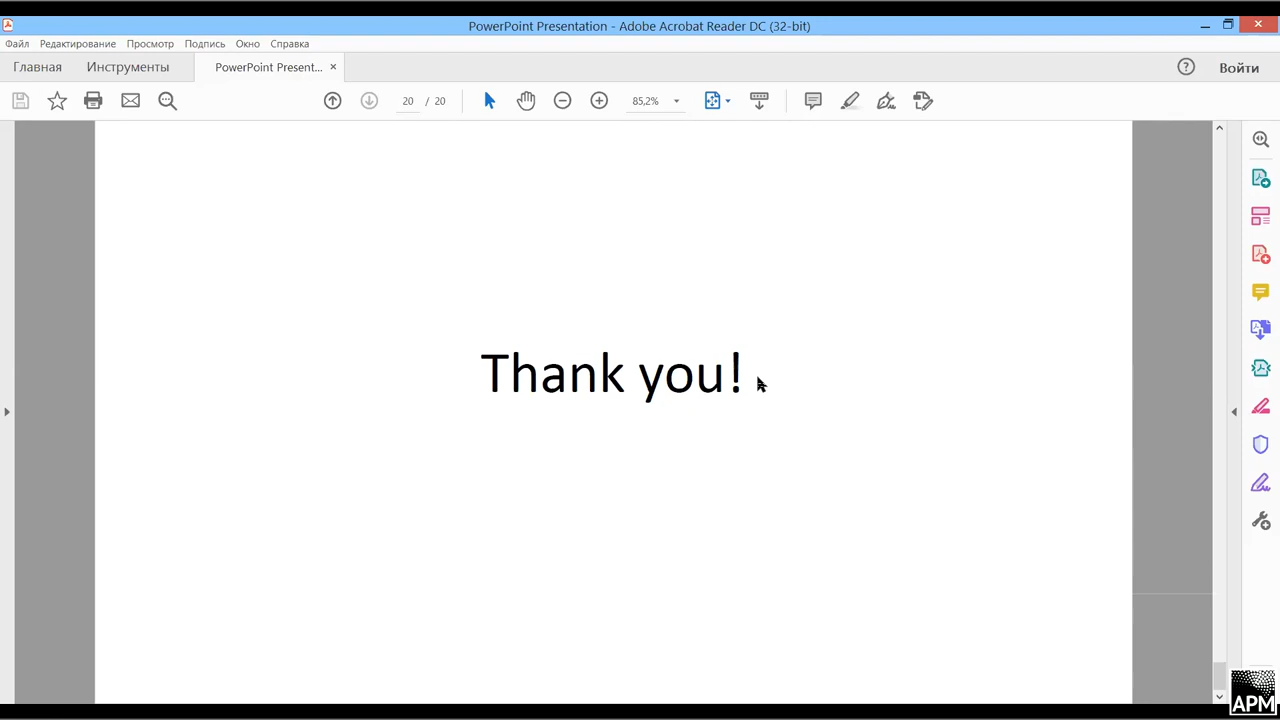 PowerPoint Presentation - Adobe Acrobat Reader DC (32-bit)
Файл Редактирование Просмотр Подпись Окно Справка
Главная Инструменты PowerPoint Present... × Войти
20 / 20 85,2%
Thank you!
APM